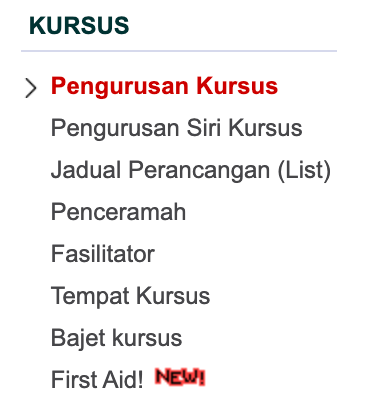 KURSUS
Pengurusan Kursus
Pengurusan Siri Kursus
Jadual Perancangan (List)
Penceramah
Fasilitator
Tempat Kursus
Bajet kursus
First Aid! NEW!